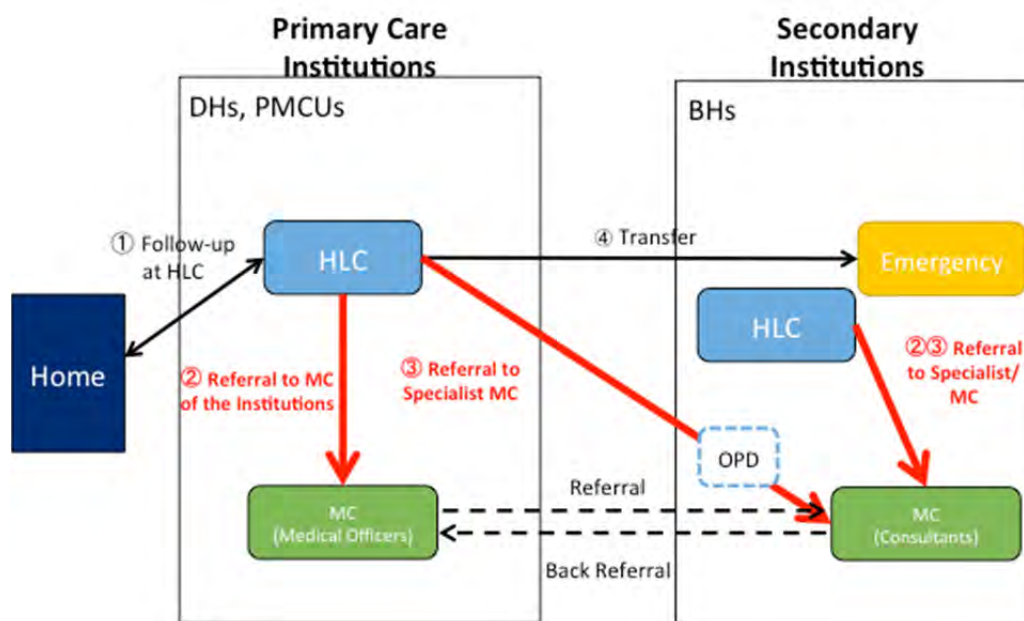 Primary Care
Institutions
Secondary
Institutions
DHs, PMCUs
BHs
① Follow-up
at HLC
HLC
④ Transfer
Emergency
HLC
Home
② Referral to MC
of the Institutions
③ Referral to
Specialist MC
②③ Referral
to Specialist/
MC
OPD
MC
(Medical Officers)
Referral
Back Referral
MC
(Consultants)